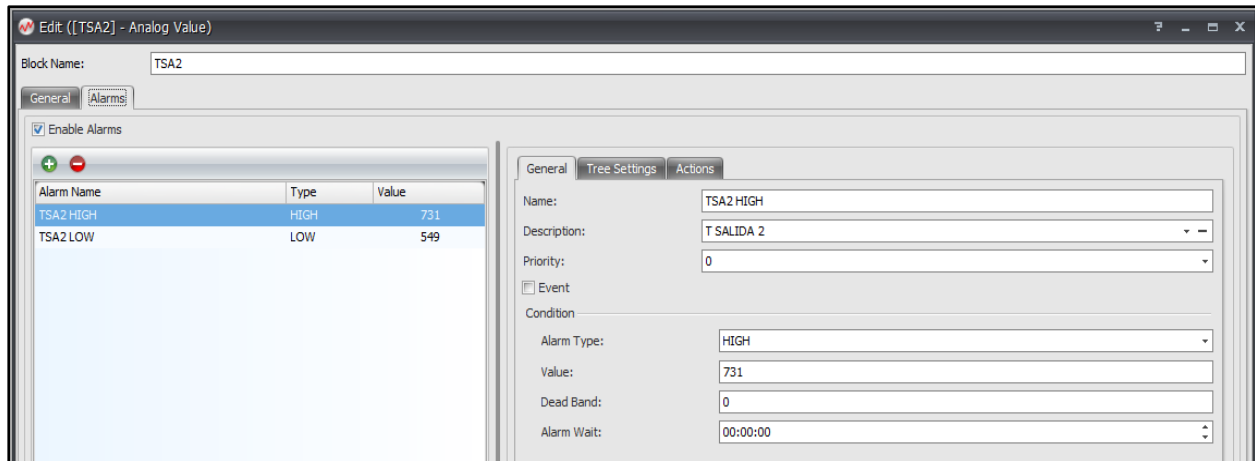 Edit ([TSA2] - Analog Value)
Block Name: TSA2
General Alarms
Enable Alarms
Alarm Name Type Value
TSA2 HIGH HIGH 731
TSA2 LOW LOW 549
General Tree Settings Actions
Name: TSA2 HIGH
Description: T SALIDA 2
Priority: 0
Event
Condition
Alarm Type: HIGH
Value: 731
Dead Band: 0
Alarm Wait: 00:00:00